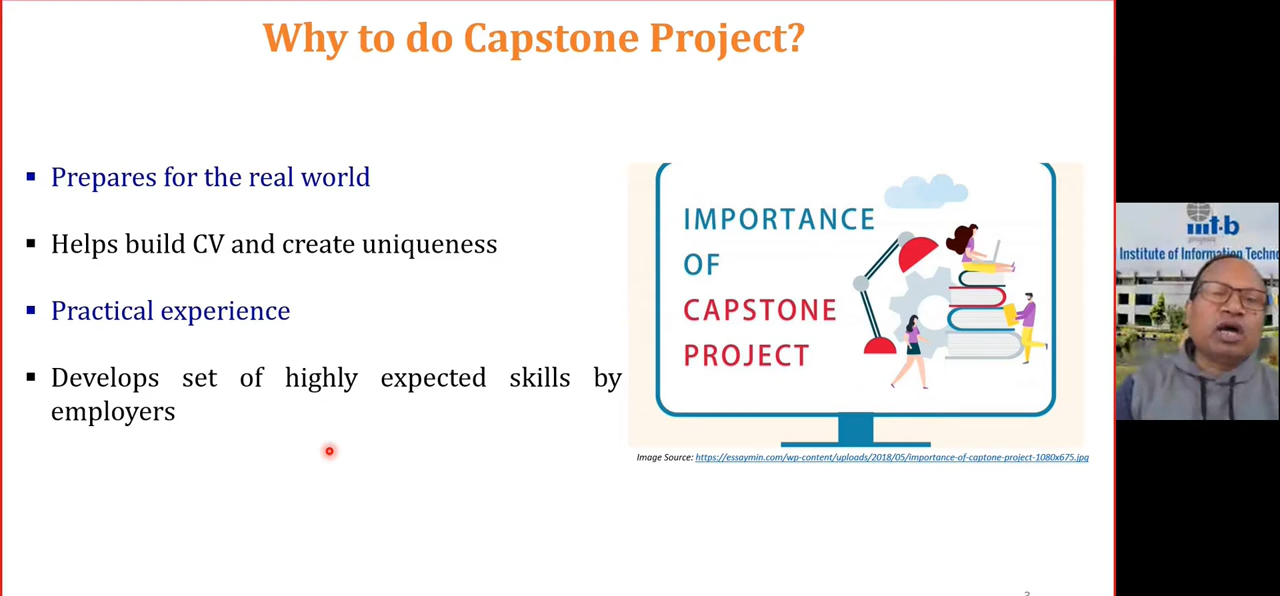 Why to do Capstone Project?
▪ Prepares for the real world
▪ Helps build CV and create uniqueness
▪ Practical experience
▪ Develops set of highly expected skills by
employers
IMPORTANCE
OF
CAPSTONE
PROJECT
Image Source: https://essaymin.com/wp-content/uploads/2018/05/importance-of-captone-project-1080x675.jpg
Institute of Information